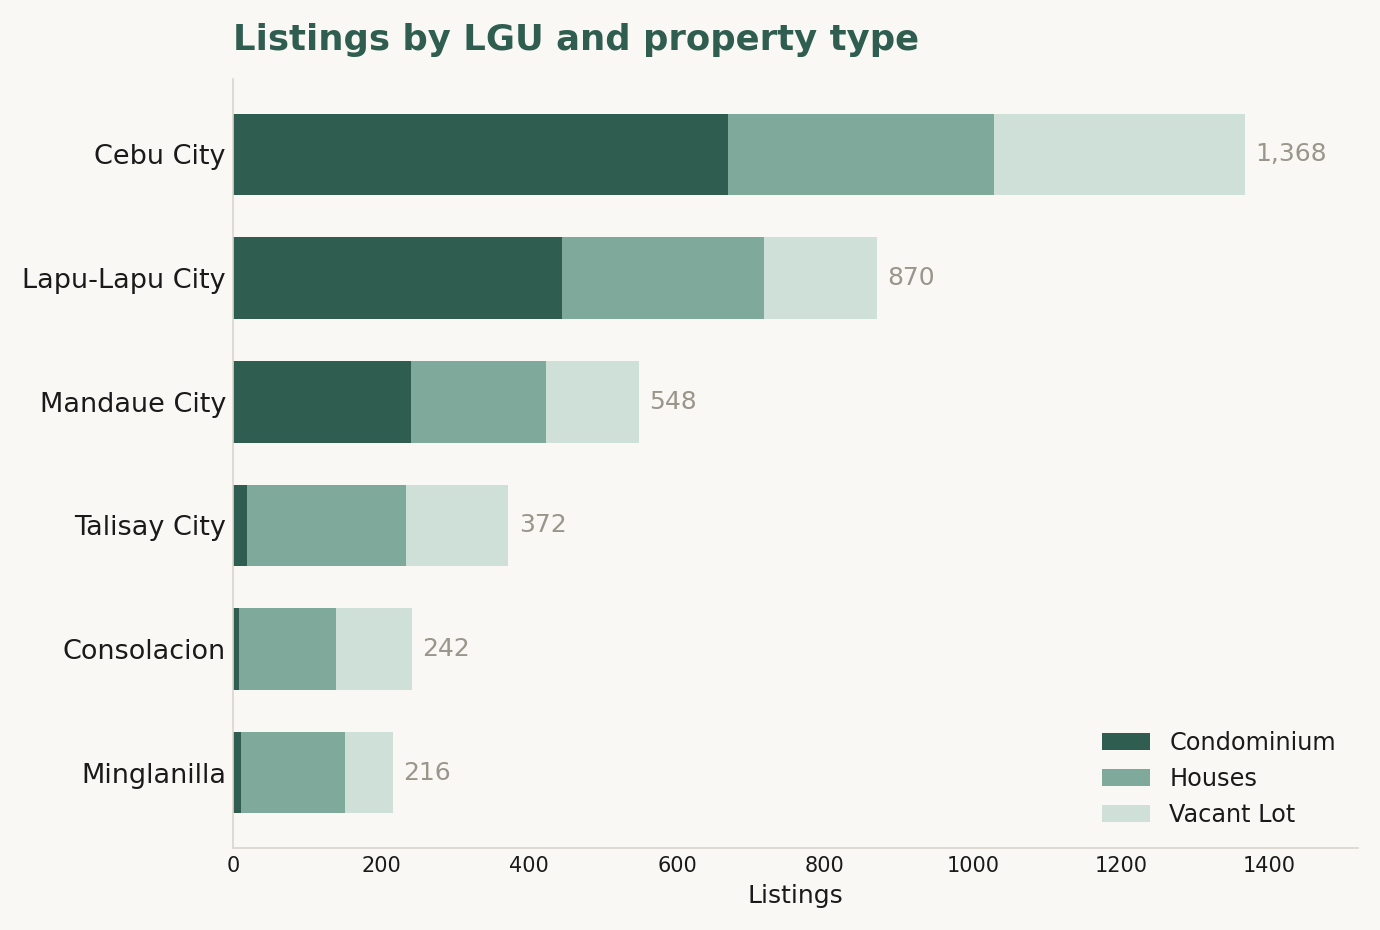 Listings by LGU and property type
Cebu City
1,368
Lapu-Lapu City
870
Mandaue City
548
Talisay City
372
Consolacion
242
Minglanilla
216
Condominium
Houses
Vacant Lot
0 200 400 600 800 1000 1200 1400
Listings